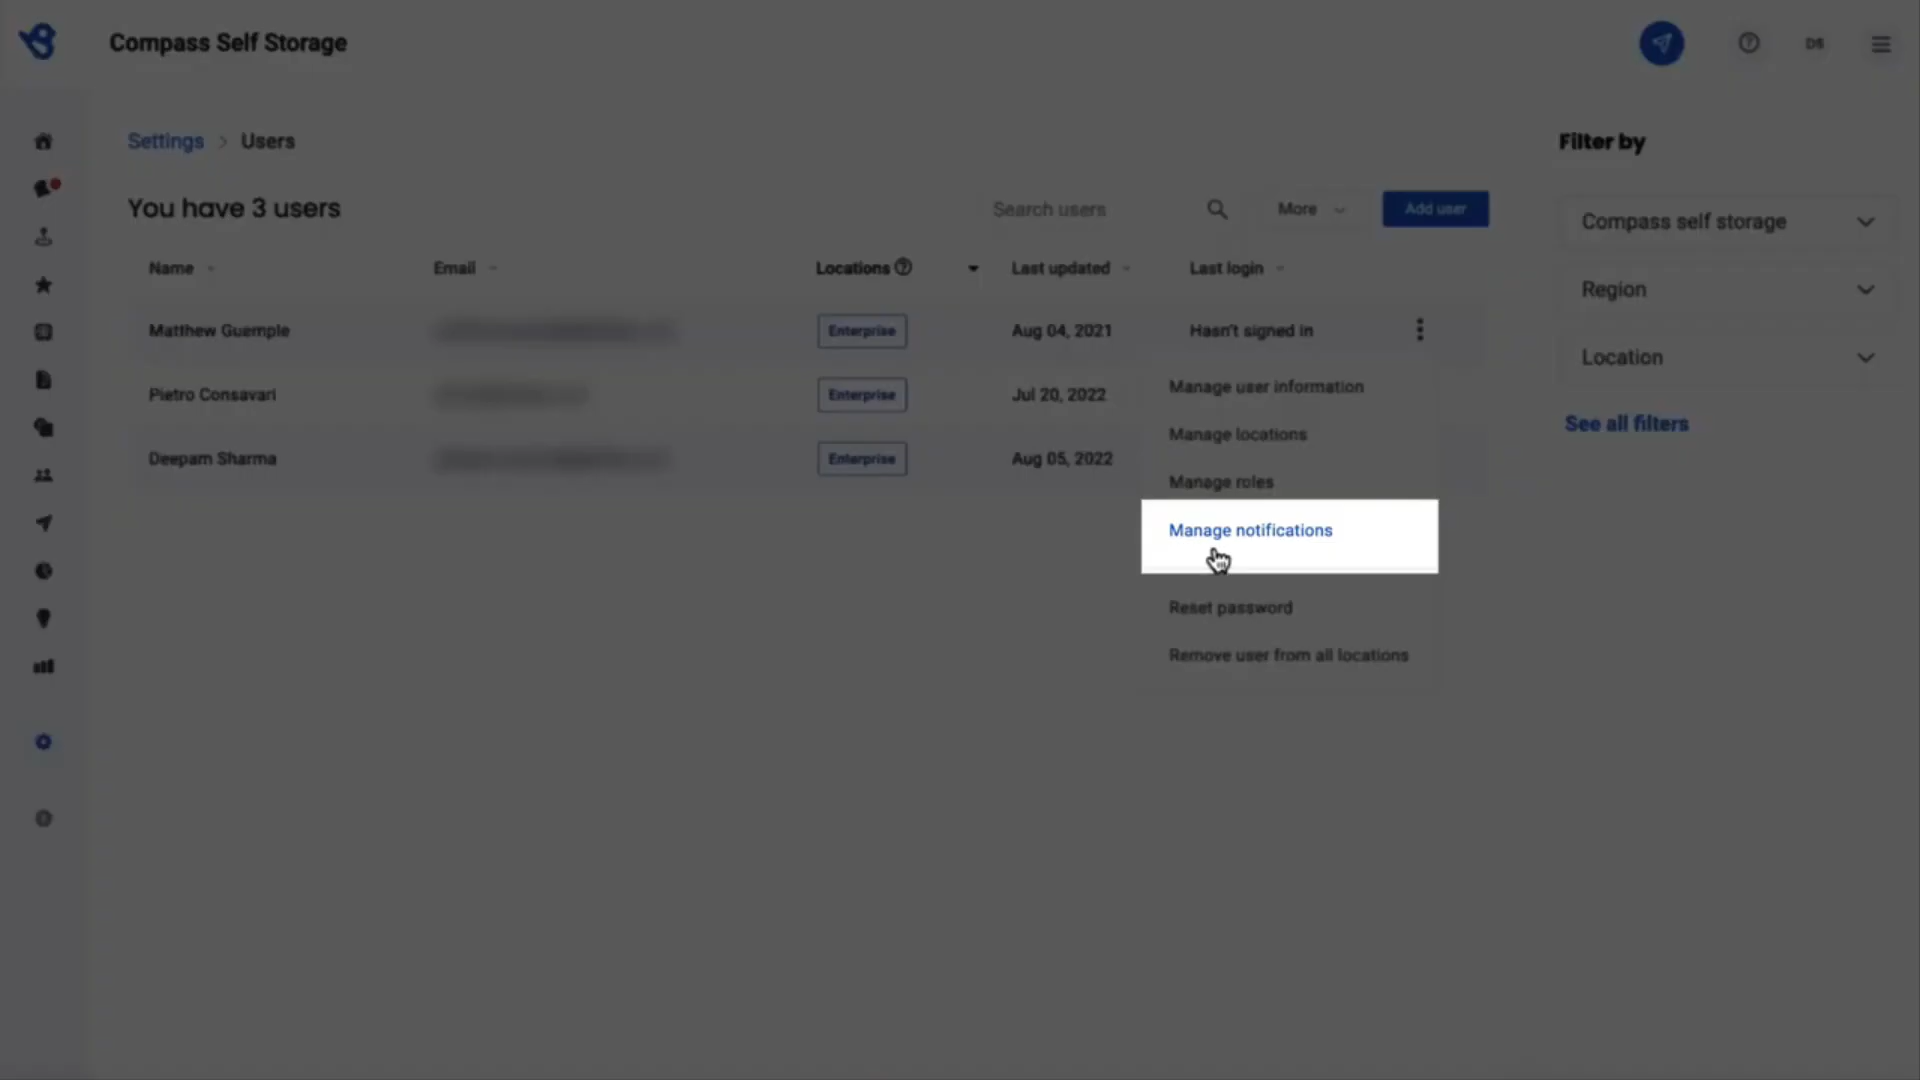 Compass Self Storage
DS
Settings > Users
Filter by
You have 3 users
Search users
More
Add user
Compass self storage
Name
Email
Locations
Last updated
Last login
Region
Matthew Guemple
Enterprise
Aug 04, 2021
Hasn't signed in
Location
Manage user information
Pietro Consavari
Enterprise
Jul 20, 2022
See all filters
Manage locations
Deepam Sharma
Enterprise
Aug 05, 2022
Manage roles
Manage notifications
Reset password
Remove user from all locations